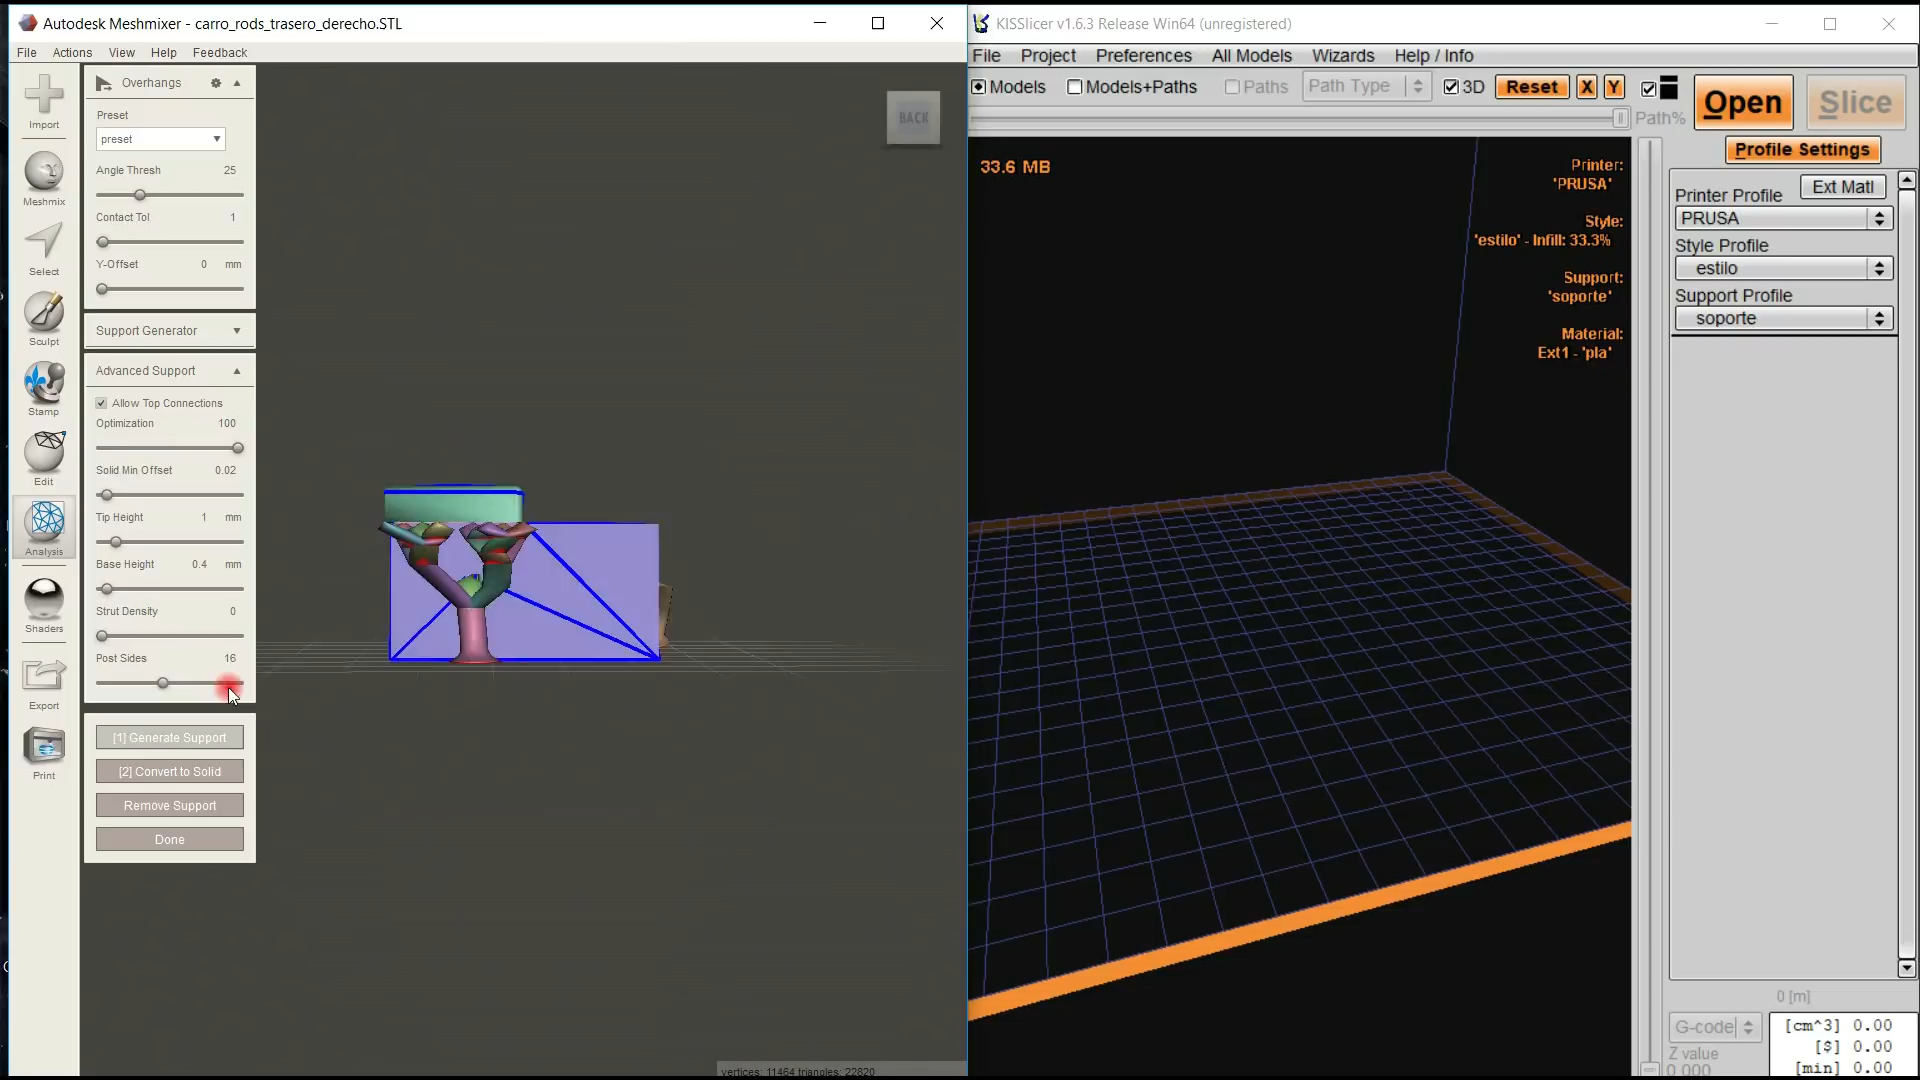 Autodesk Meshmixer - carro_rods_trasero_derecho.STL
File Actions View Help Feedback
Import
Meshmix
Select
Sculpt
Stamp
Edit
Analysis
Shaders
Export
Print
Overhangs
Preset
preset
Angle Thresh 25
Contact Tol 1
Y-Offset 0 mm
Support Generator
Advanced Support
Allow Top Connections
Optimization 100
Solid Min Offset 0.02
Tip Height 1 mm
Base Height 0.4 mm
Strut Density 0
Post Sides 16
[1] Generate Support
[2] Convert to Solid
Remove Support
Done
BACK
vertices: 11464 triangles: 22820
KISSlicer v1.6.3 Release Win64 (unregistered)
File Project Preferences All Models Wizards Help / Info
Models Models+Paths Paths Path Type 3D Reset X Y
Path%
Open Slice
Profile Settings
33.6 MB
Printer:
'PRUSA'
Style:
'estilo' - Infill: 33.3%
Support:
'soporte'
Material:
Ext1 - 'pla'
Printer Profile Ext Matl
PRUSA
Style Profile
estilo
Support Profile
soporte
0 [m]
G-code
Z value
0.000
[cm^3] 0.00
[$] 0.00
[min] 0.00